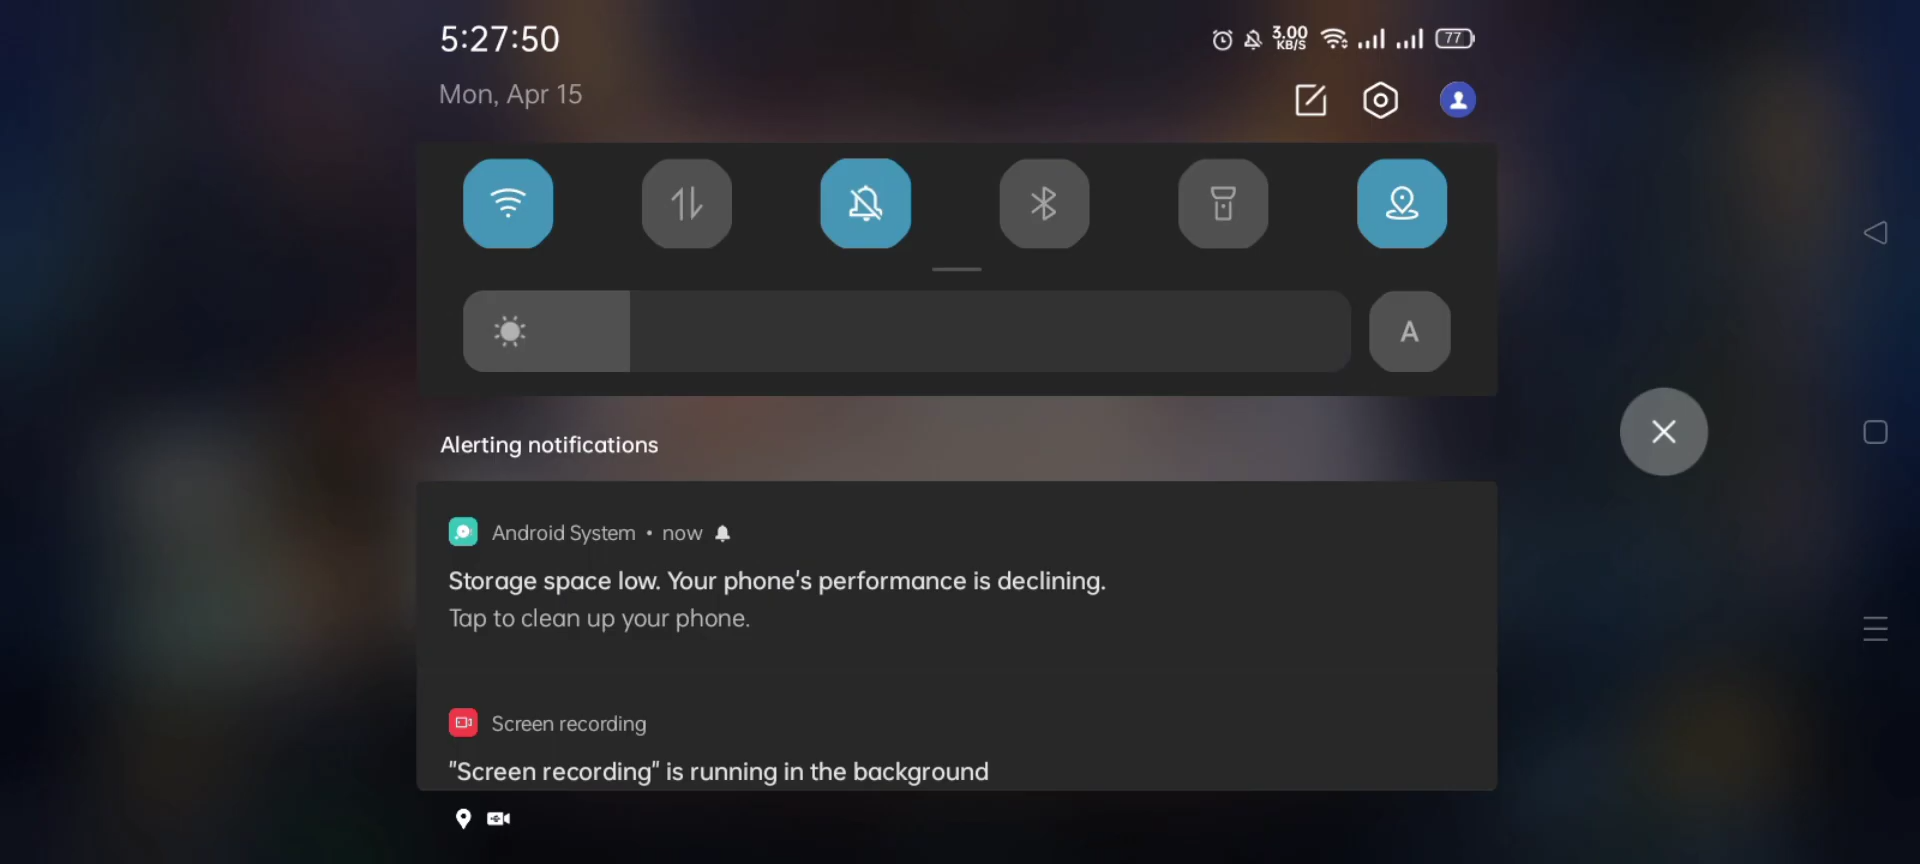 5:27:50
3.00
KB/S
77
Mon, Apr 15
A
Alerting notifications
Android System • now
Storage space low. Your phone's performance is declining.
Tap to clean up your phone.
Screen recording
"Screen recording" is running in the background